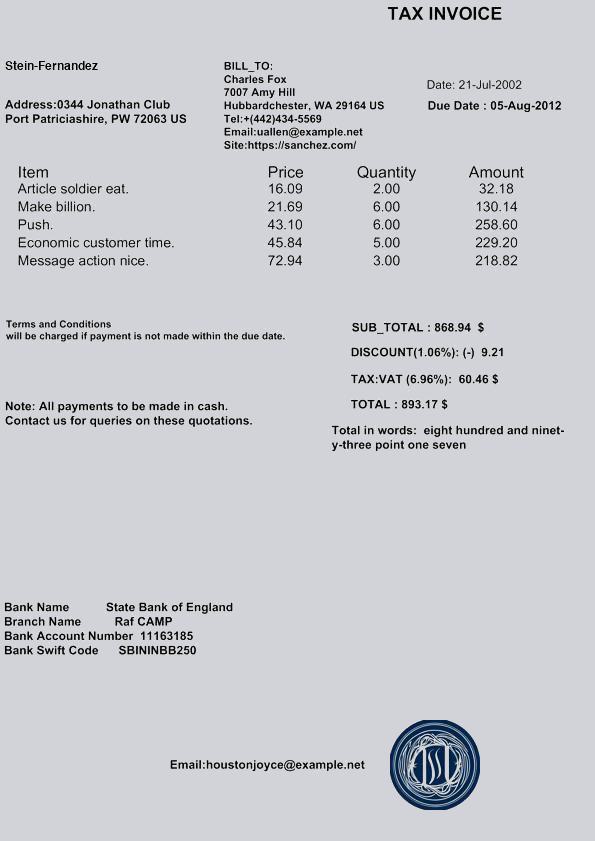 TAX INVOICE
Stein-Fernandez
Address:0344 Jonathan Club
Port Patriciashire, PW 72063 US
BILL_TO:
Charles Fox
7007 Amy Hill
Hubbardchester, WA 29164 US
Tel:+(442)434-5569
Email:uallen@example.net
Site:https://sanchez.com/
Date: 21-Jul-2002
Due Date : 05-Aug-2012
Item Price Quantity Amount
Article soldier eat. 16.09 2.00 32.18
Make billion. 21.69 6.00 130.14
Push. 43.10 6.00 258.60
Economic customer time. 45.84 5.00 229.20
Message action nice. 72.94 3.00 218.82
Terms and Conditions
will be charged if payment is not made within the due date.
SUB_TOTAL : 868.94 $
DISCOUNT(1.06%): (-) 9.21
TAX:VAT (6.96%): 60.46 $
TOTAL : 893.17 $
Note: All payments to be made in cash.
Contact us for queries on these quotations.
Total in words: eight hundred and ninet-
y-three point one seven
Bank Name State Bank of England
Branch Name Raf CAMP
Bank Account Number 11163185
Bank Swift Code SBININBB250
Email:houstonjoyce@example.net